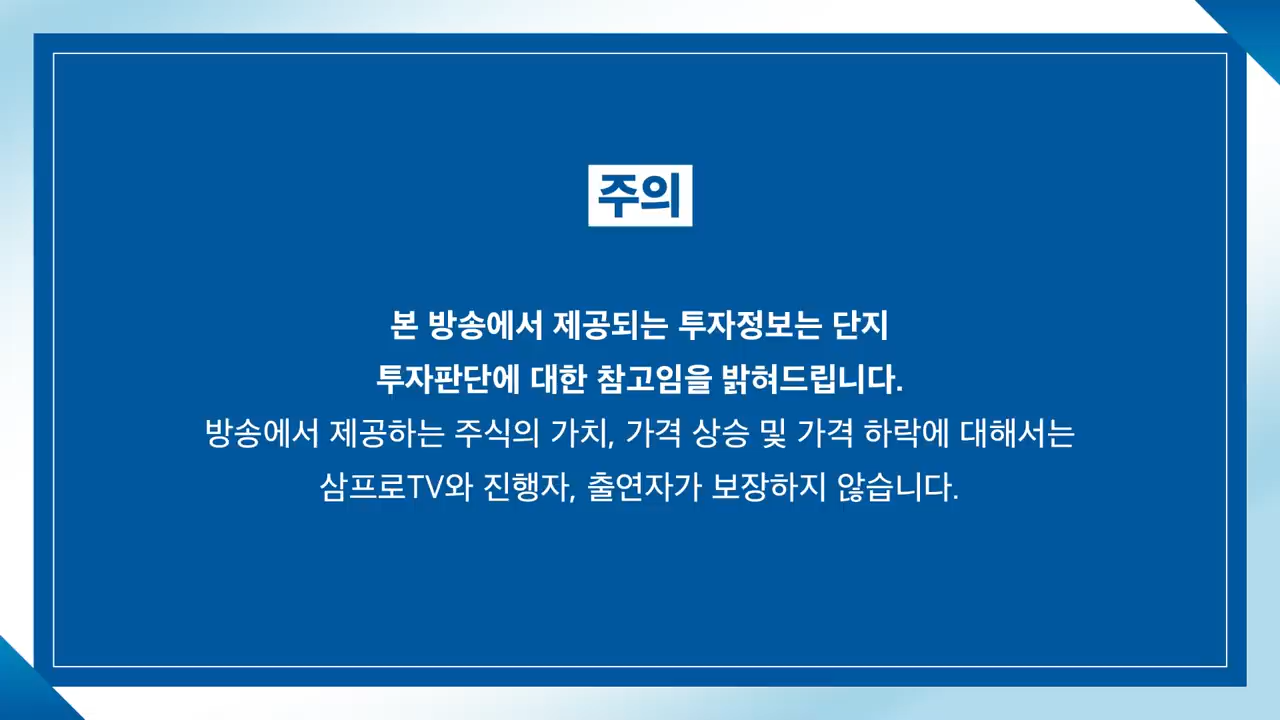 주의
본 방송에서 제공되는 투자정보는 단지
투자판단에 대한 참고임을 밝혀드립니다.
방송에서 제공하는 주식의 가치, 가격 상승 및 가격 하락에 대해서는
삼프로TV와 진행자, 출연자가 보장하지 않습니다.